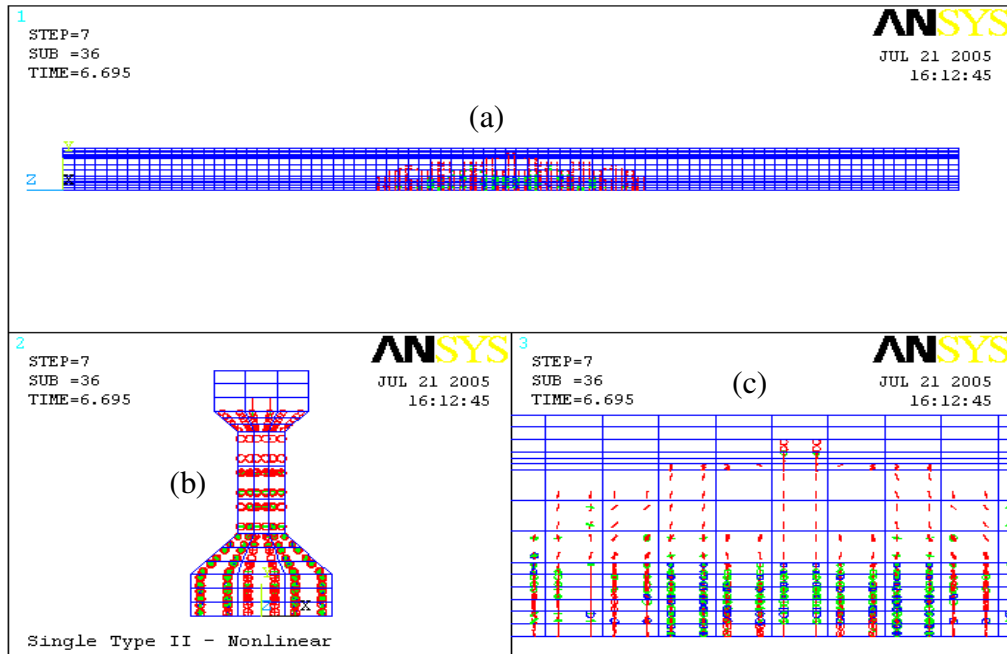 1
STEP=7
SUB =36
TIME=6.695
ANSYS
JUL 21 2005
16:12:45
(a)
Y
Z X
2
STEP=7
SUB =36
TIME=6.695
ANSYS
JUL 21 2005
16:12:45
(b)
Y
Z X
Single Type II - Nonlinear
3
STEP=7
SUB =36
TIME=6.695
ANSYS
JUL 21 2005
16:12:45
(c)